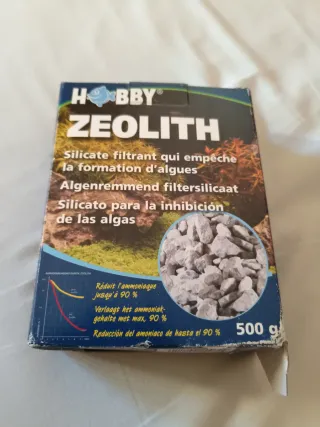 HOBBY®
ZEOLITH
Silicate filtrant qui empêche
la formation d'algues
Algenremmend filtersilicaat
Silicato para la inhibición
de las algas
Réduit l'ammoniaque
jusqu'à 90 %
Verlaagt het ammoniak-
gehalte met max. 90 %
Reducción del amoniaco de hasta el 90 %
500 g